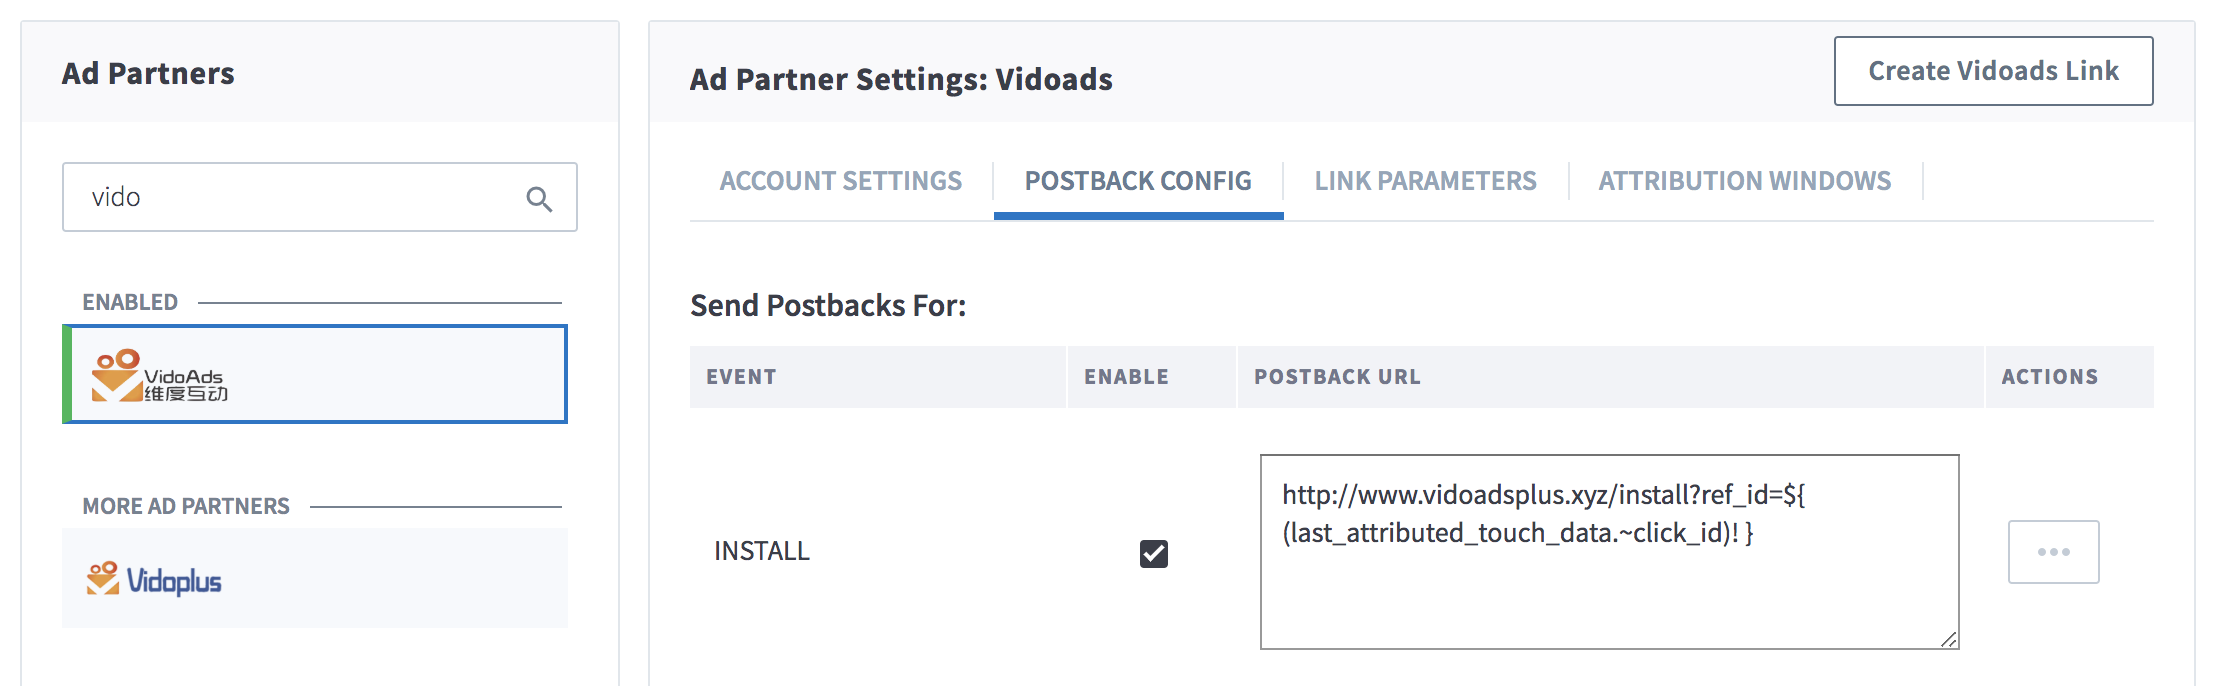 Ad Partners
vido
ENABLED
VidoAds
维度互动
MORE AD PARTNERS
Vidoplus
Ad Partner Settings: Vidoads
Create Vidoads Link
ACCOUNT SETTINGS
POSTBACK CONFIG
LINK PARAMETERS
ATTRIBUTION WINDOWS
Send Postbacks For:
EVENT
ENABLE
POSTBACK URL
ACTIONS
INSTALL
http://www.vidoadsplus.xyz/install?ref_id=${
(last_attributed_touch_data.~click_id)! }